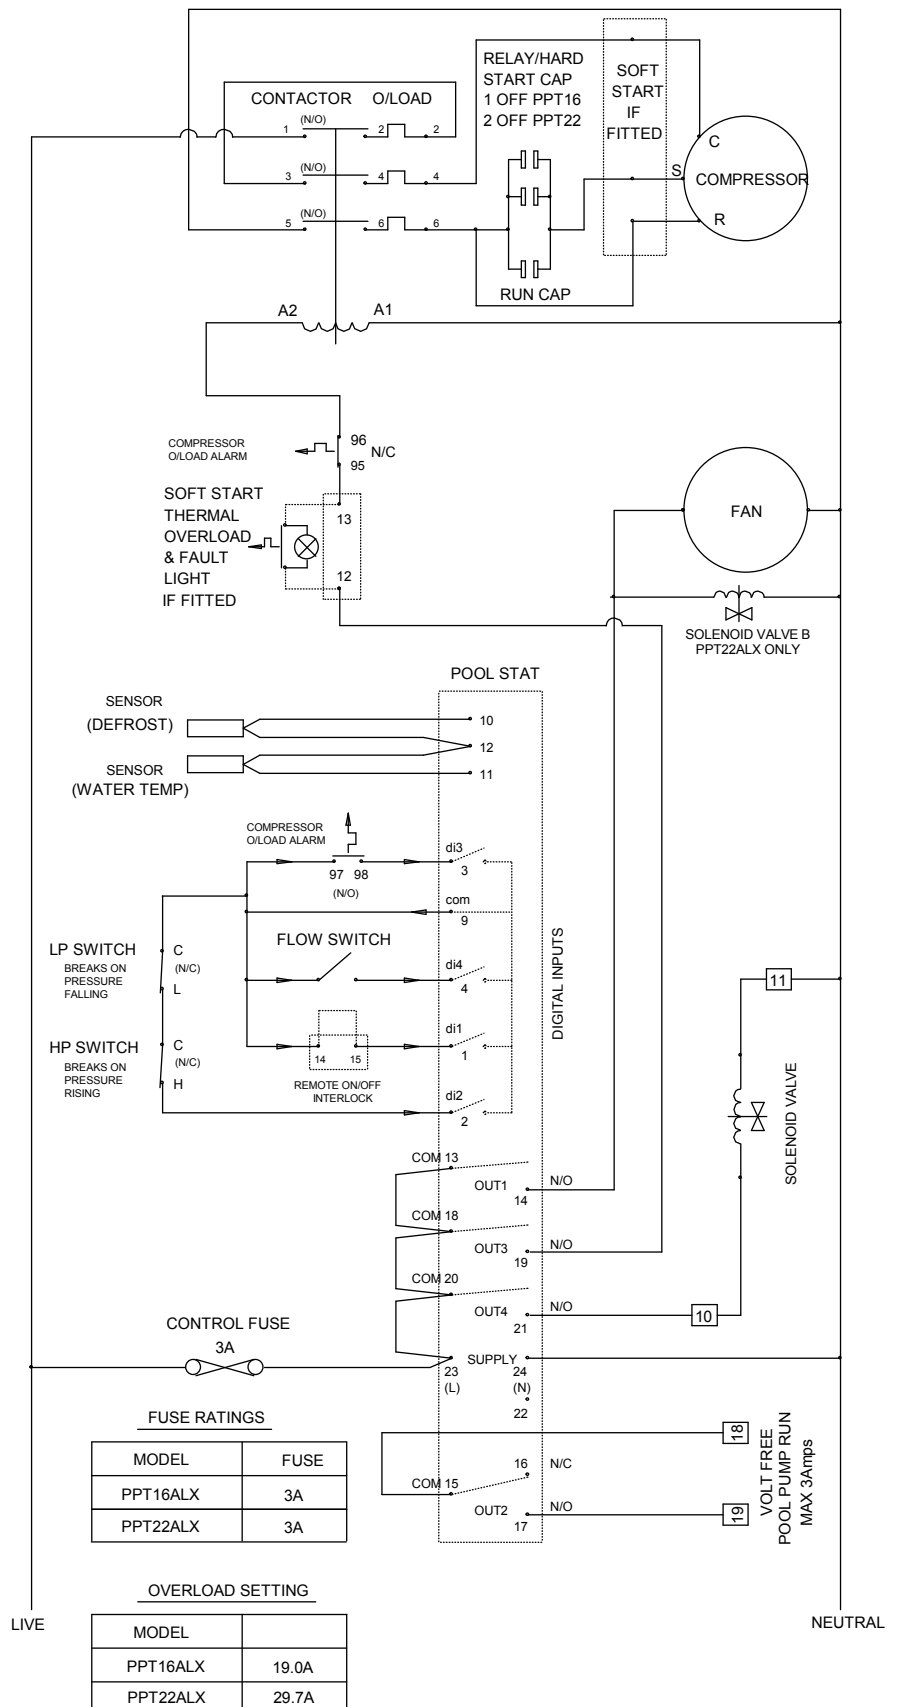 RELAY/HARD
START CAP
1 OFF PPT16
2 OFF PPT22
SOFT
START
IF
FITTED
CONTACTOR
O/LOAD
(N/O)
1
2
2
C
(N/O)
3
4
4
S
COMPRESSOR
(N/O)
5
6
6
R
RUN CAP
A2
A1
COMPRESSOR
O/LOAD ALARM
96
N/C
95
SOFT START
THERMAL
OVERLOAD
& FAULT
LIGHT
IF FITTED
13
12
FAN
SOLENOID VALVE B
PPT22ALX ONLY
POOL STAT
SENSOR
(DEFROST)
10
12
SENSOR
(WATER TEMP)
11
COMPRESSOR
O/LOAD ALARM
97
98
(N/O)
di3
3
com
9
FLOW SWITCH
di4
4
LP SWITCH
BREAKS ON
PRESSURE
FALLING
C
(N/C)
L
HP SWITCH
BREAKS ON
PRESSURE
RISING
C
(N/C)
H
14
15
REMOTE ON/OFF
INTERLOCK
di1
1
di2
2
DIGITAL INPUTS
11
SOLENOID VALVE
COM 13
OUT1
14
N/O
COM 18
OUT3
19
N/O
COM 20
OUT4
21
N/O
10
CONTROL FUSE
3A
SUPPLY
23
(L)
24
(N)
22
18
16
N/C
COM 15
OUT2
17
N/O
19
VOLT FREE
POOL PUMP RUN
MAX 3Amps
FUSE RATINGS
MODEL FUSE
PPT16ALX 3A
PPT22ALX 3A
LIVE
NEUTRAL
OVERLOAD SETTING
MODEL
PPT16ALX 19.0A
PPT22ALX 29.7A